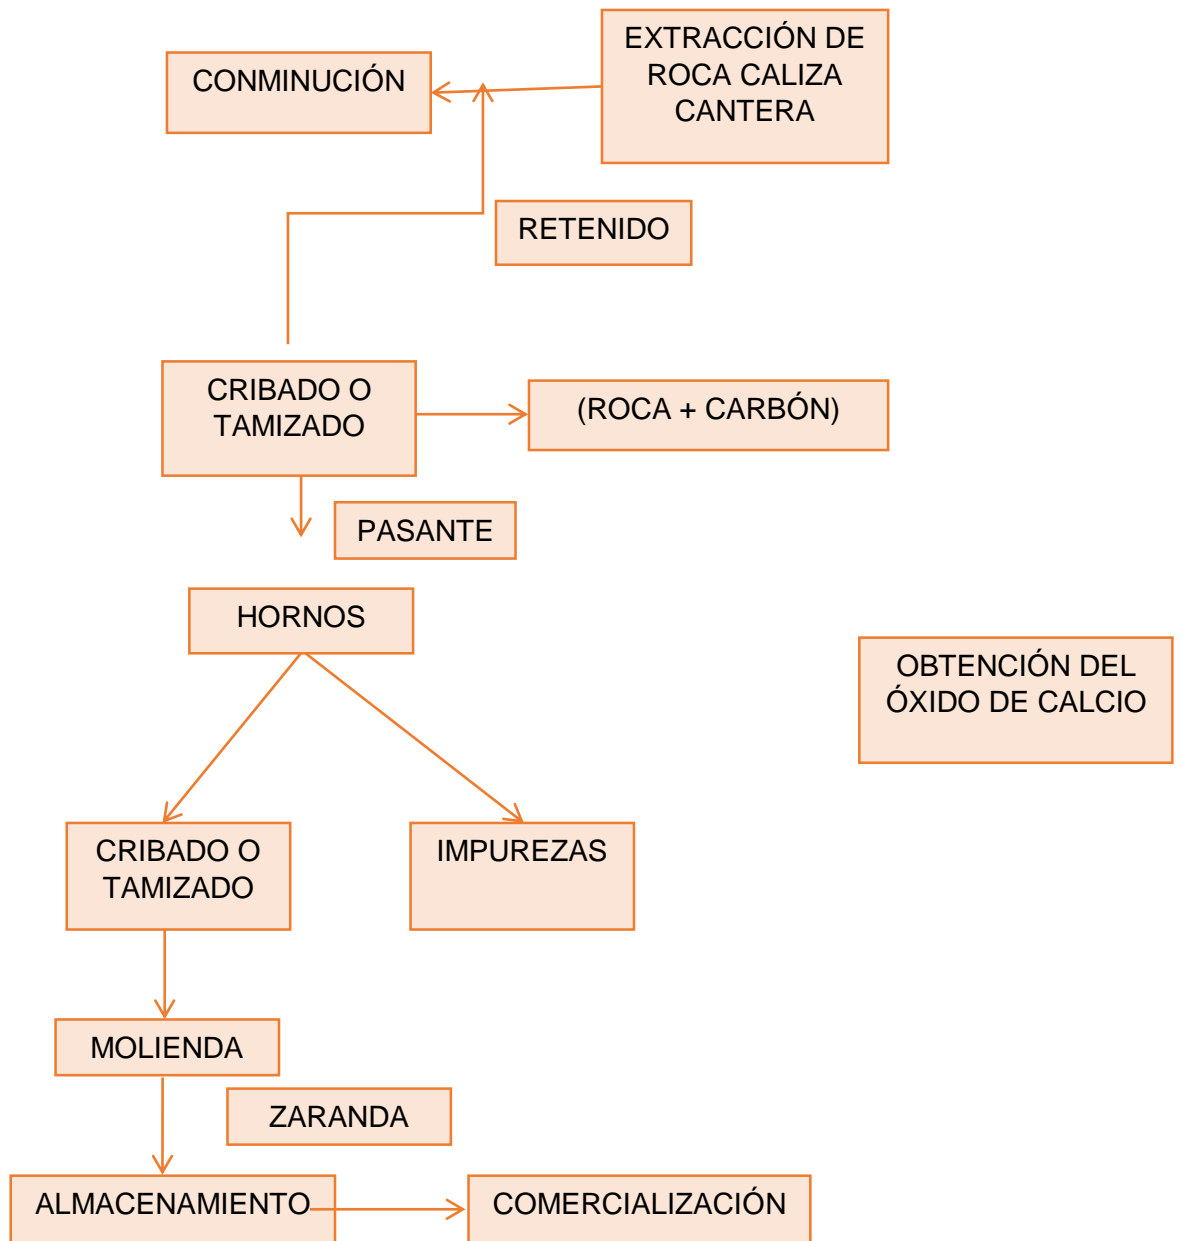 EXTRACCIÓN DE
ROCA CALIZA
CANTERA
CONMINUCIÓN
RETENIDO
CRIBADO O
TAMIZADO
(ROCA + CARBÓN)
PASANTE
HORNOS
OBTENCIÓN DEL
ÓXIDO DE CALCIO
CRIBADO O
TAMIZADO
IMPUREZAS
MOLIENDA
ZARANDA
ALMACENAMIENTO
COMERCIALIZACIÓN